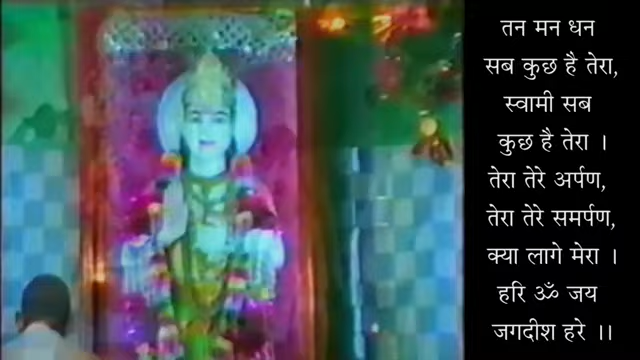 तन मन धन
सब कुछ है तेरा,
स्वामी सब
कुछ है तेरा ।
तेरा तेरे अर्पण,
तेरा तेरे समर्पण,
क्या लागे मेरा ।
हरि ॐ जय
जगदीश हरे ।।